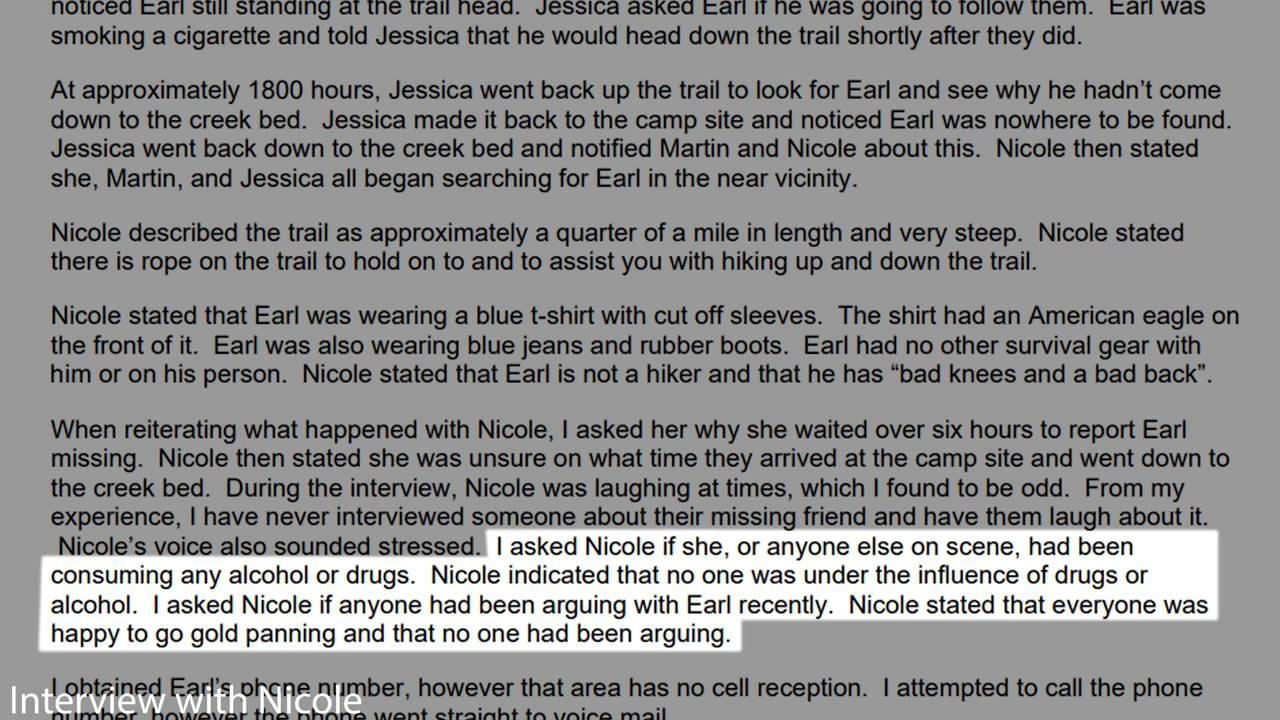 noticed Earl still standing at the trail head.  Jessica asked Earl if he was going to follow them.  Earl was
smoking a cigarette and told Jessica that he would head down the trail shortly after they did.
At approximately 1800 hours, Jessica went back up the trail to look for Earl and see why he hadn't come
down to the creek bed.  Jessica made it back to the camp site and noticed Earl was nowhere to be found.
Jessica went back down to the creek bed and notified Martin and Nicole about this.  Nicole then stated
she, Martin, and Jessica all began searching for Earl in the near vicinity.
Nicole described the trail as approximately a quarter of a mile in length and very steep.  Nicole stated
there is rope on the trail to hold on to and to assist you with hiking up and down the trail.
Nicole stated that Earl was wearing a blue t-shirt with cut off sleeves.  The shirt had an American eagle on
the front of it.  Earl was also wearing blue jeans and rubber boots.  Earl had no other survival gear with
him or on his person.  Nicole stated that Earl is not a hiker and that he has “bad knees and a bad back”.
When reiterating what happened with Nicole, I asked her why she waited over six hours to report Earl
missing.  Nicole then stated she was unsure on what time they arrived at the camp site and went down to
the creek bed.  During the interview, Nicole was laughing at times, which I found to be odd.  From my
experience, I have never interviewed someone about their missing friend and have them laugh about it.
Nicole's voice also sounded stressed.  I asked Nicole if she, or anyone else on scene, had been
consuming any alcohol or drugs.  Nicole indicated that no one was under the influence of drugs or
alcohol.  I asked Nicole if anyone had been arguing with Earl recently.  Nicole stated that everyone was
happy to go gold panning and that no one had been arguing.
I obtained Earl's phone number, however that area has no cell reception.  I attempted to call the phone
number, however the phone went straight to voice mail.
Interview with Nicole